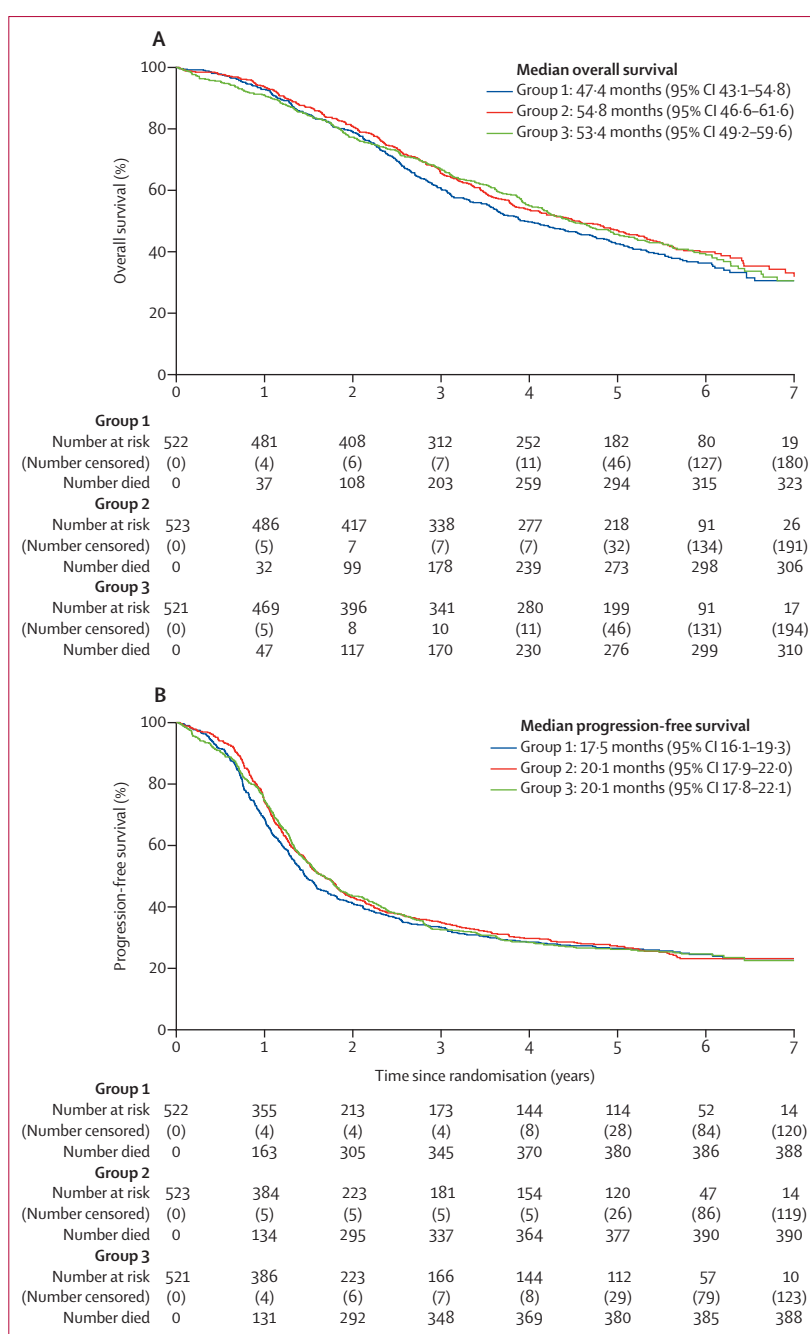 A
100
80
60
40
20
0
Overall survival (%)
Median overall survival
Group 1: 47·4 months (95% CI 43·1–54·8)
Group 2: 54·8 months (95% CI 46·6–61·6)
Group 3: 53·4 months (95% CI 49·2–59·6)
0 1 2 3 4 5 6 7
Group 1
Number at risk 522 481 408 312 252 182 80 19
(Number censored) (0) (4) (6) (7) (11) (46) (127) (180)
Number died 0 37 108 203 259 294 315 323
Group 2
Number at risk 523 486 417 338 277 218 91 26
(Number censored) (0) (5) 7 (7) (7) (32) (134) (191)
Number died 0 32 99 178 239 273 298 306
Group 3
Number at risk 521 469 396 341 280 199 91 17
(Number censored) (0) (5) 8 10 (11) (46) (131) (194)
Number died 0 47 117 170 230 276 299 310
B
100
80
60
40
20
0
Progression-free survival (%)
Median progression-free survival
Group 1: 17·5 months (95% CI 16·1–19·3)
Group 2: 20·1 months (95% CI 17·9–22·0)
Group 3: 20·1 months (95% CI 17·8–22·1)
0 1 2 3 4 5 6 7
Time since randomisation (years)
Group 1
Number at risk 522 355 213 173 144 114 52 14
(Number censored) (0) (4) (4) (4) (8) (28) (84) (120)
Number died 0 163 305 345 370 380 386 388
Group 2
Number at risk 523 384 223 181 154 120 47 14
(Number censored) (0) (5) (5) (5) (5) (26) (86) (119)
Number died 0 134 295 337 364 377 390 390
Group 3
Number at risk 521 386 223 166 144 112 57 10
(Number censored) (0) (4) (6) (7) (8) (29) (79) (123)
Number died 0 131 292 348 369 380 385 388